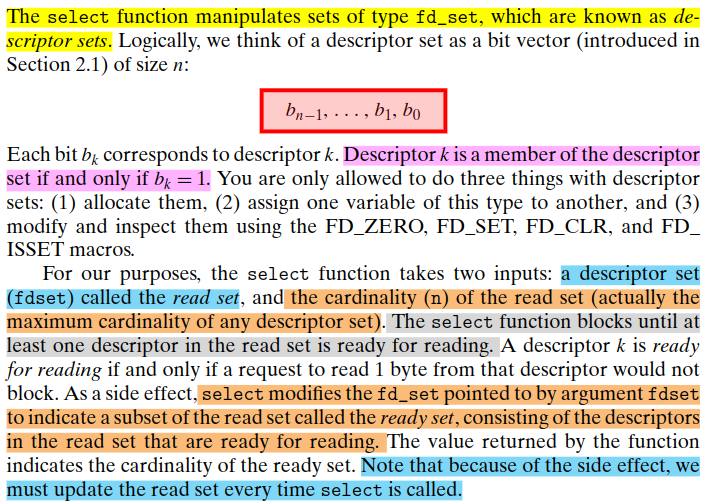 The select function manipulates sets of type fd_set, which are known as de-
scriptor sets. Logically, we think of a descriptor set as a bit vector (introduced in
Section 2.1) of size n:
bn−1, . . . , b1, b0
Each bit bk corresponds to descriptor k. Descriptor k is a member of the descriptor
set if and only if bk = 1. You are only allowed to do three things with descriptor
sets: (1) allocate them, (2) assign one variable of this type to another, and (3)
modify and inspect them using the FD_ZERO, FD_SET, FD_CLR, and FD_
ISSET macros.
For our purposes, the select function takes two inputs: a descriptor set
(fdset) called the read set, and the cardinality (n) of the read set (actually the
maximum cardinality of any descriptor set). The select function blocks until at
least one descriptor in the read set is ready for reading. A descriptor k is ready
for reading if and only if a request to read 1 byte from that descriptor would not
block. As a side effect, select modifies the fd_set pointed to by argument fdset
to indicate a subset of the read set called the ready set, consisting of the descriptors
in the read set that are ready for reading. The value returned by the function
indicates the cardinality of the ready set. Note that because of the side effect, we
must update the read set every time select is called.